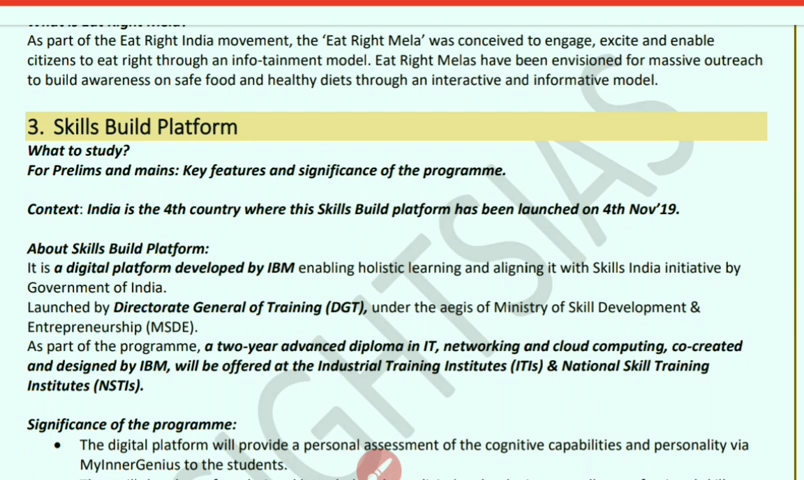 As part of the Eat Right India movement, the ‘Eat Right Mela’ was conceived to engage, excite and enable
citizens to eat right through an info-tainment model. Eat Right Melas have been envisioned for massive outreach
to build awareness on safe food and healthy diets through an interactive and informative model.
3. Skills Build Platform
What to study?
For Prelims and mains: Key features and significance of the programme.
Context: India is the 4th country where this Skills Build platform has been launched on 4th Nov’19.
About Skills Build Platform:
It is a digital platform developed by IBM enabling holistic learning and aligning it with Skills India initiative by
Government of India.
Launched by Directorate General of Training (DGT), under the aegis of Ministry of Skill Development &
Entrepreneurship (MSDE).
As part of the programme, a two-year advanced diploma in IT, networking and cloud computing, co-created
and designed by IBM, will be offered at the Industrial Training Institutes (ITIs) & National Skill Training
Institutes (NSTIs).
Significance of the programme:
• The digital platform will provide a personal assessment of the cognitive capabilities and personality via
MyInnerGenius to the students.
SIGHTSIAS